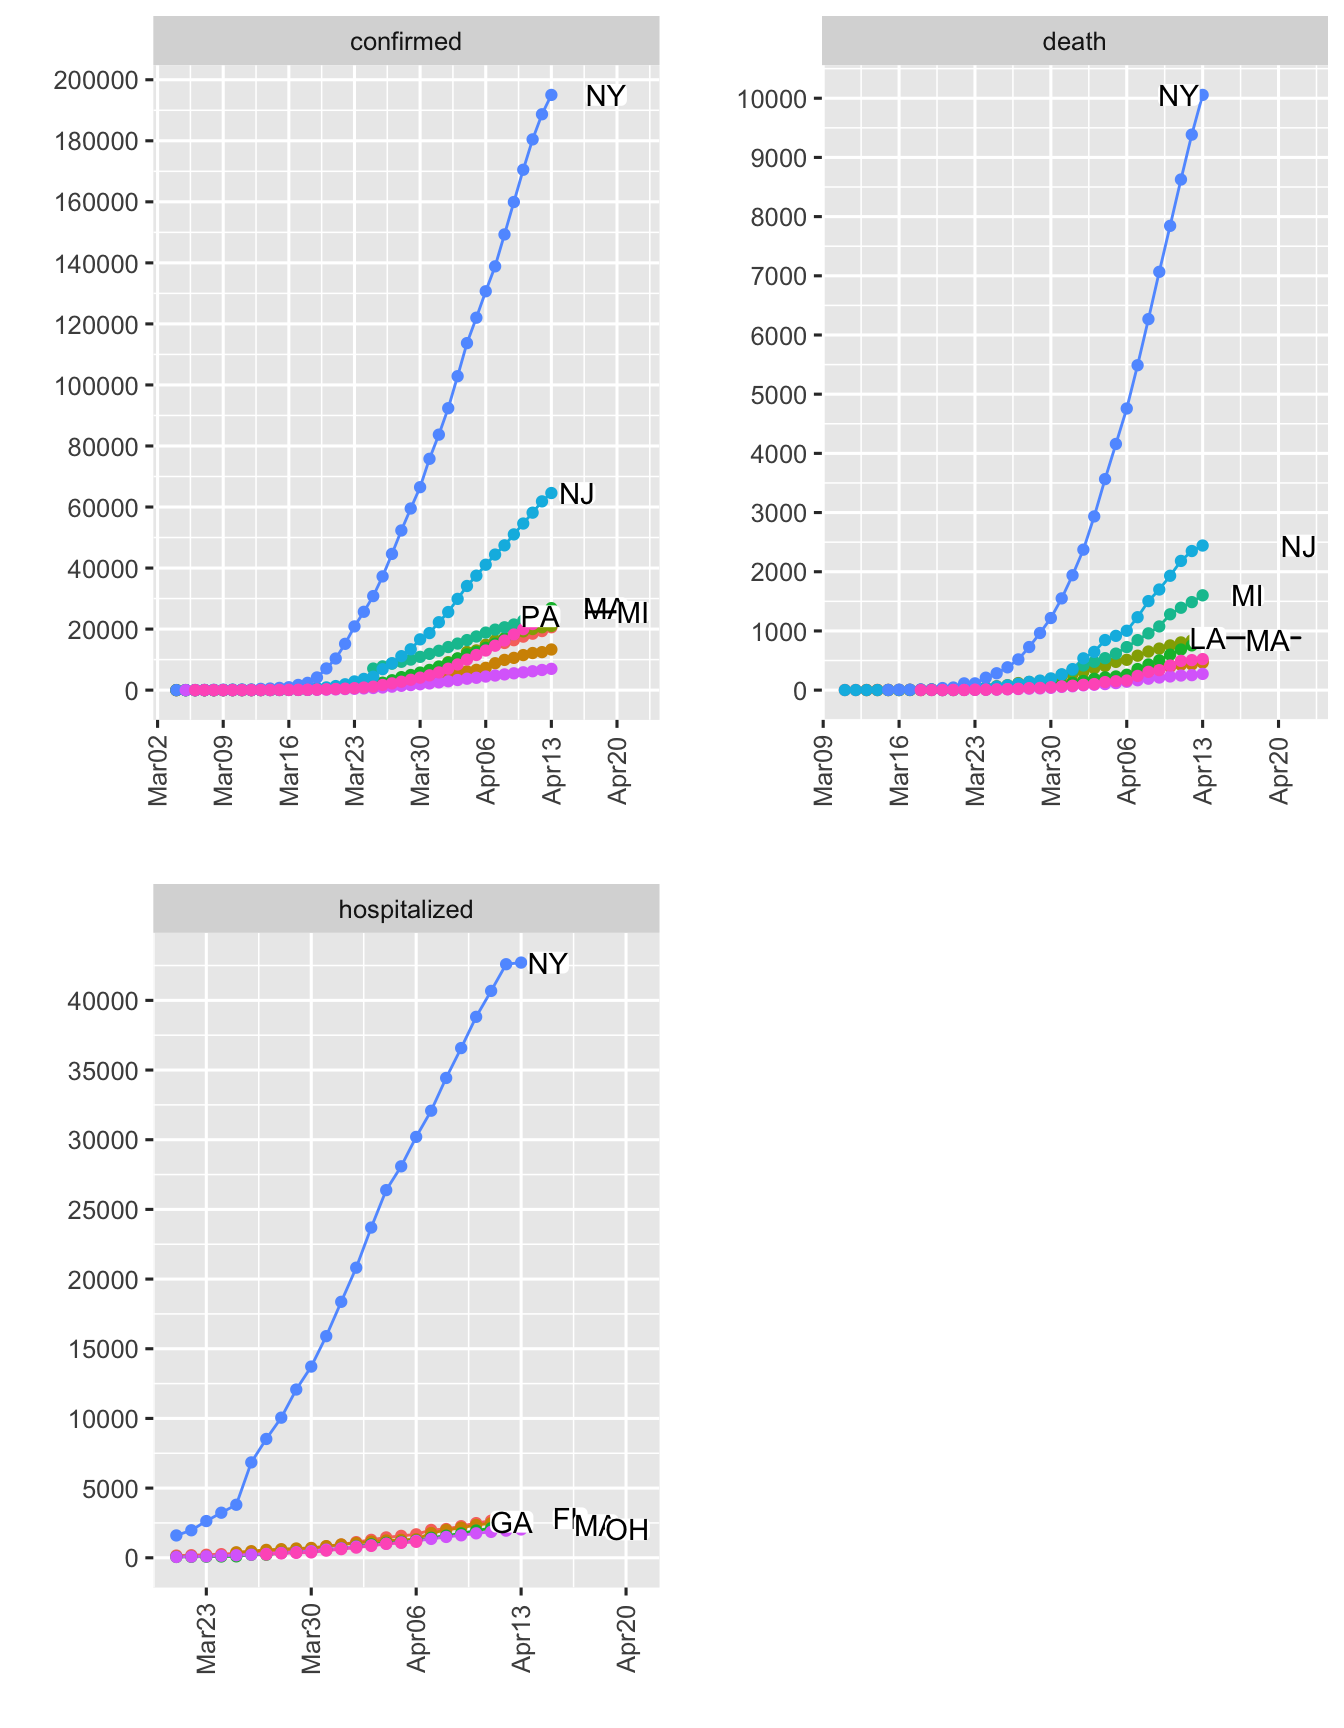 confirmed
200000
180000
160000
140000
120000
100000
80000
60000
40000
20000
0
NY
NJ
PA
MA
MI
Mar02 Mar09 Mar16 Mar23 Mar30 Apr06 Apr13 Apr20
death
10000
9000
8000
7000
6000
5000
4000
3000
2000
1000
0
NY
NJ
MI
LA MA
Mar09 Mar16 Mar23 Mar30 Apr06 Apr13 Apr20
hospitalized
40000
35000
30000
25000
20000
15000
10000
5000
0
NY
GA FL MA OH
Mar23 Mar30 Apr06 Apr13 Apr20